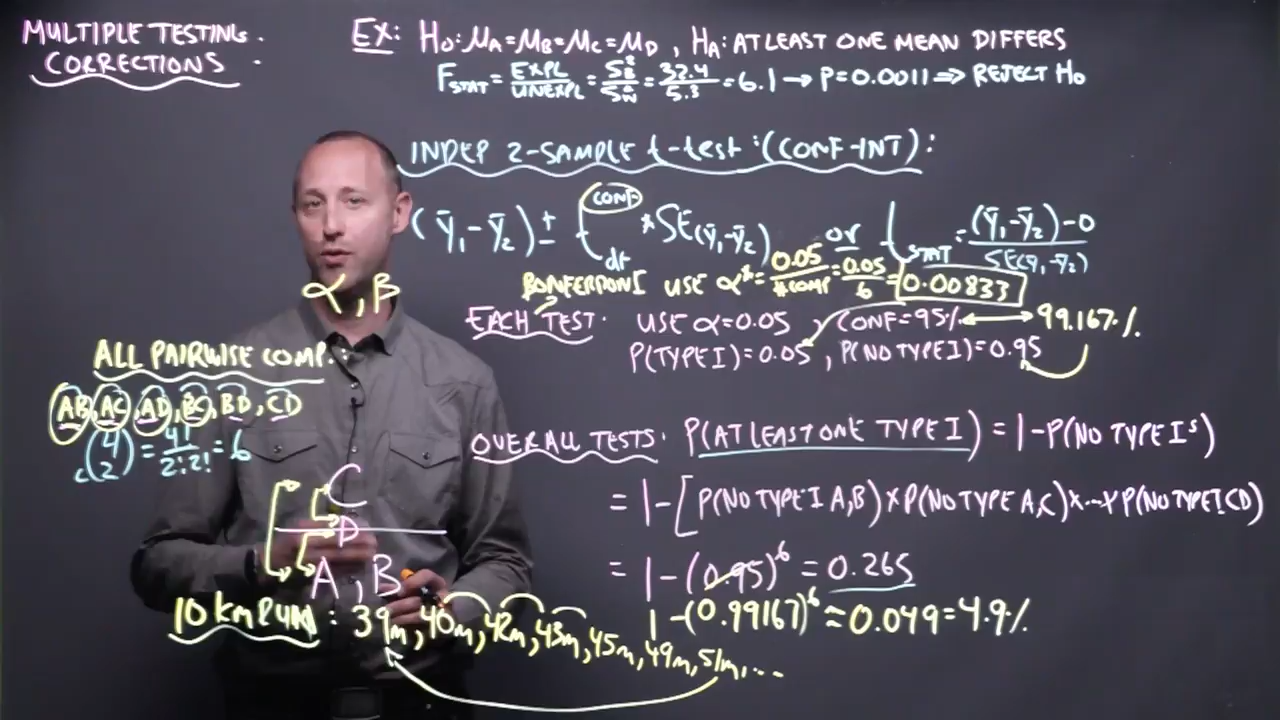 MULTIPLE TESTING
CORRECTIONS
EX: H₀: μA = μB = μC = μD , HA: AT LEAST ONE MEAN DIFFERS
F STAT = EXPL/UNEXPL = S²B/S²W = 32.4/5.3 = 6.1 → P = 0.0011 ⇒ REJECT H₀
INDEP 2-SAMPLE t-test: (CONF-INT):
(ȳ₁-ȳ₂) ± t CONF df * SE(ȳ₁-ȳ₂) or t STAT = (ȳ₁-ȳ₂)-0 / SE(ȳ₁-ȳ₂)
BONFERRONI USE α* = 0.05/#COMP = 0.05/6 = 0.00833
α, β
EACH TEST: USE α=0.05 , CONF=95% ↔ 99.167%
P(TYPE I) = 0.05 , P(NO TYPE I) = 0.95
ALL PAIRWISE COMP:
AB, AC, AD, BC, BD, CD
(4 2) = 4!/2!2! = 6
OVERALL TESTS: P(AT LEAST ONE TYPE I) = 1-P(NO TYPE Iˢ)
= 1-[P(NO TYPE I A,B) × P(NO TYPE A,C) × ... × P(NO TYPE I CD)
= 1-(0.95)⁶ = 0.265
1-(0.99167)⁶ ≈ 0.049 = 4.9%
C
D
A , B
10 km RUN : 39m, 40m, 42m, 43m, 45m, 49m, 51m, ...